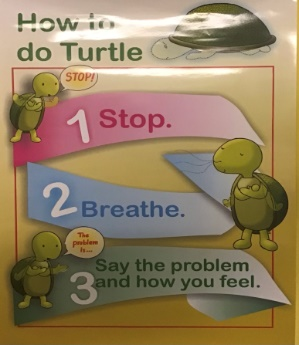 How to
do Turtle
STOP!
1 Stop.
2 Breathe.
The
problem
is...
3 Say the problem
and how you feel.